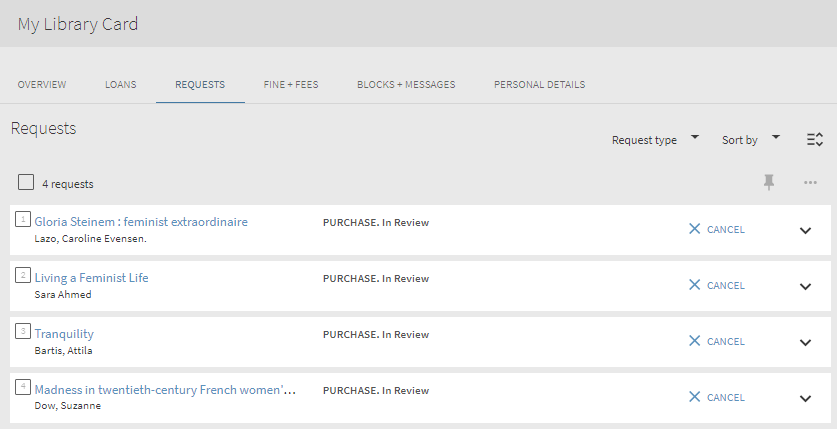 My Library Card
OVERVIEW LOANS REQUESTS FINE + FEES BLOCKS + MESSAGES PERSONAL DETAILS
Requests
Request type Sort by
4 requests
1 Gloria Steinem : feminist extraordinaire PURCHASE. In Review CANCEL
Lazo, Caroline Evensen.
2 Living a Feminist Life PURCHASE. In Review CANCEL
Sara Ahmed
3 Tranquility PURCHASE. In Review CANCEL
Bartis, Attila
4 Madness in twentieth-century French women'... PURCHASE. In Review CANCEL
Dow, Suzanne